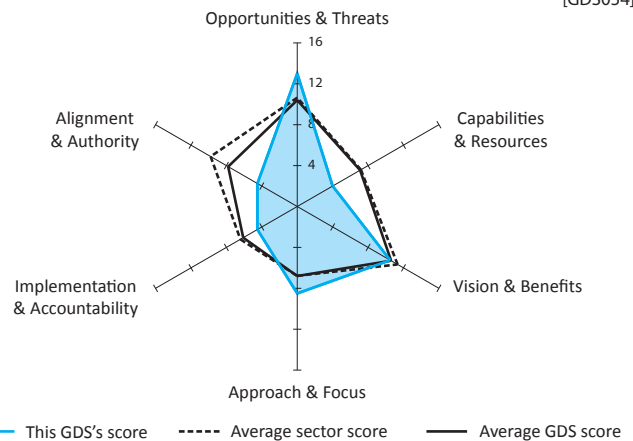 [GDS054]
Opportunities & Threats
16
12
8
4
Alignment
& Authority
Capabilities
& Resources
Implementation
& Accountability
Vision & Benefits
Approach & Focus
This GDS's score
Average sector score
Average GDS score